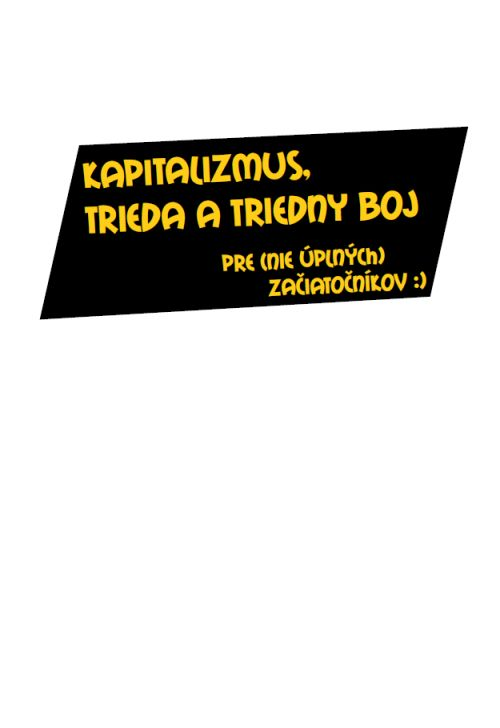 KAPITALIZMUS,
TRIEDA A TRIEDNY BOJ
PRE (NIE ÚPLNÝCh)
ZAČIATOČNÍKOV :)